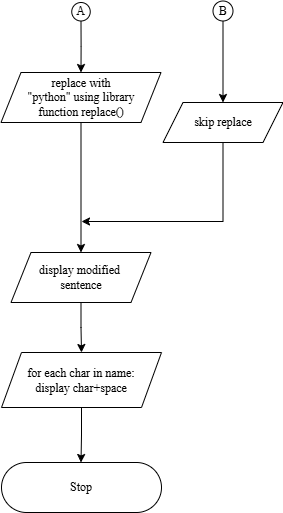 A
B
replace with
"python" using library
function replace()
skip replace
display modified
sentence
for each char in name:
display char+space
Stop